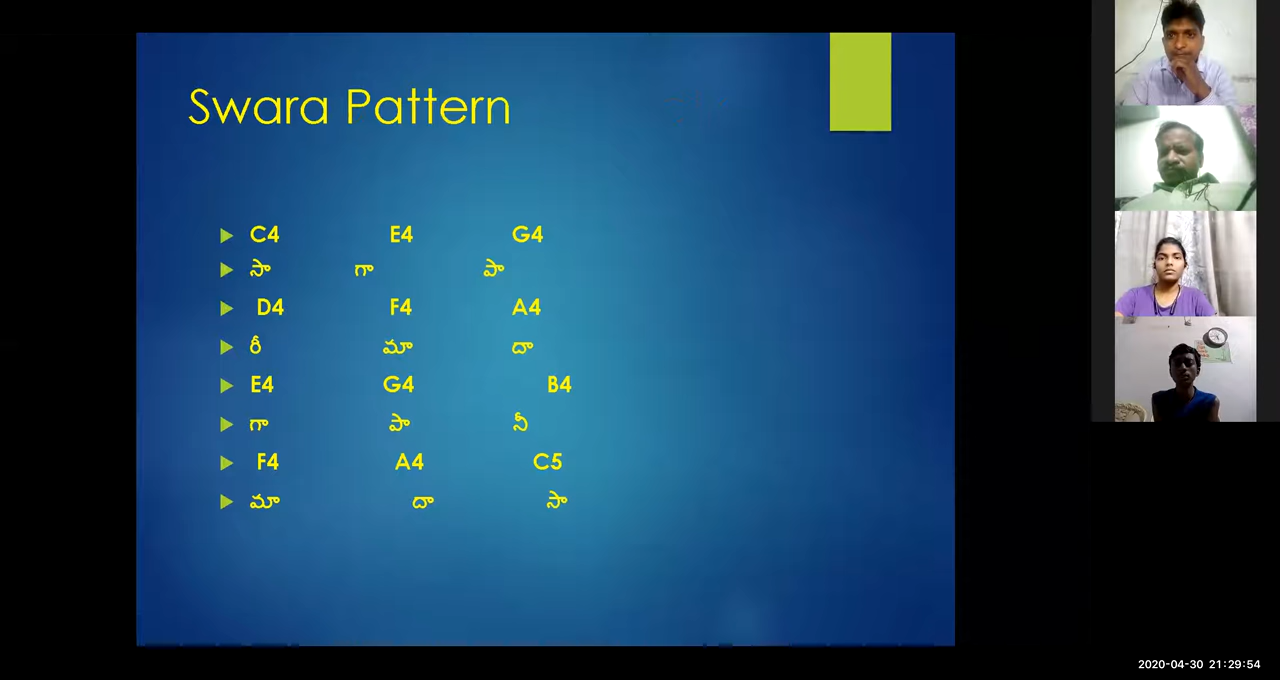 Swara Pattern
C4 E4 G4
సా గా పా
D4 F4 A4
రీ మా దా
E4 G4 B4
గా పా నీ
F4 A4 C5
మా దా సా
2020-04-30 21:29:54